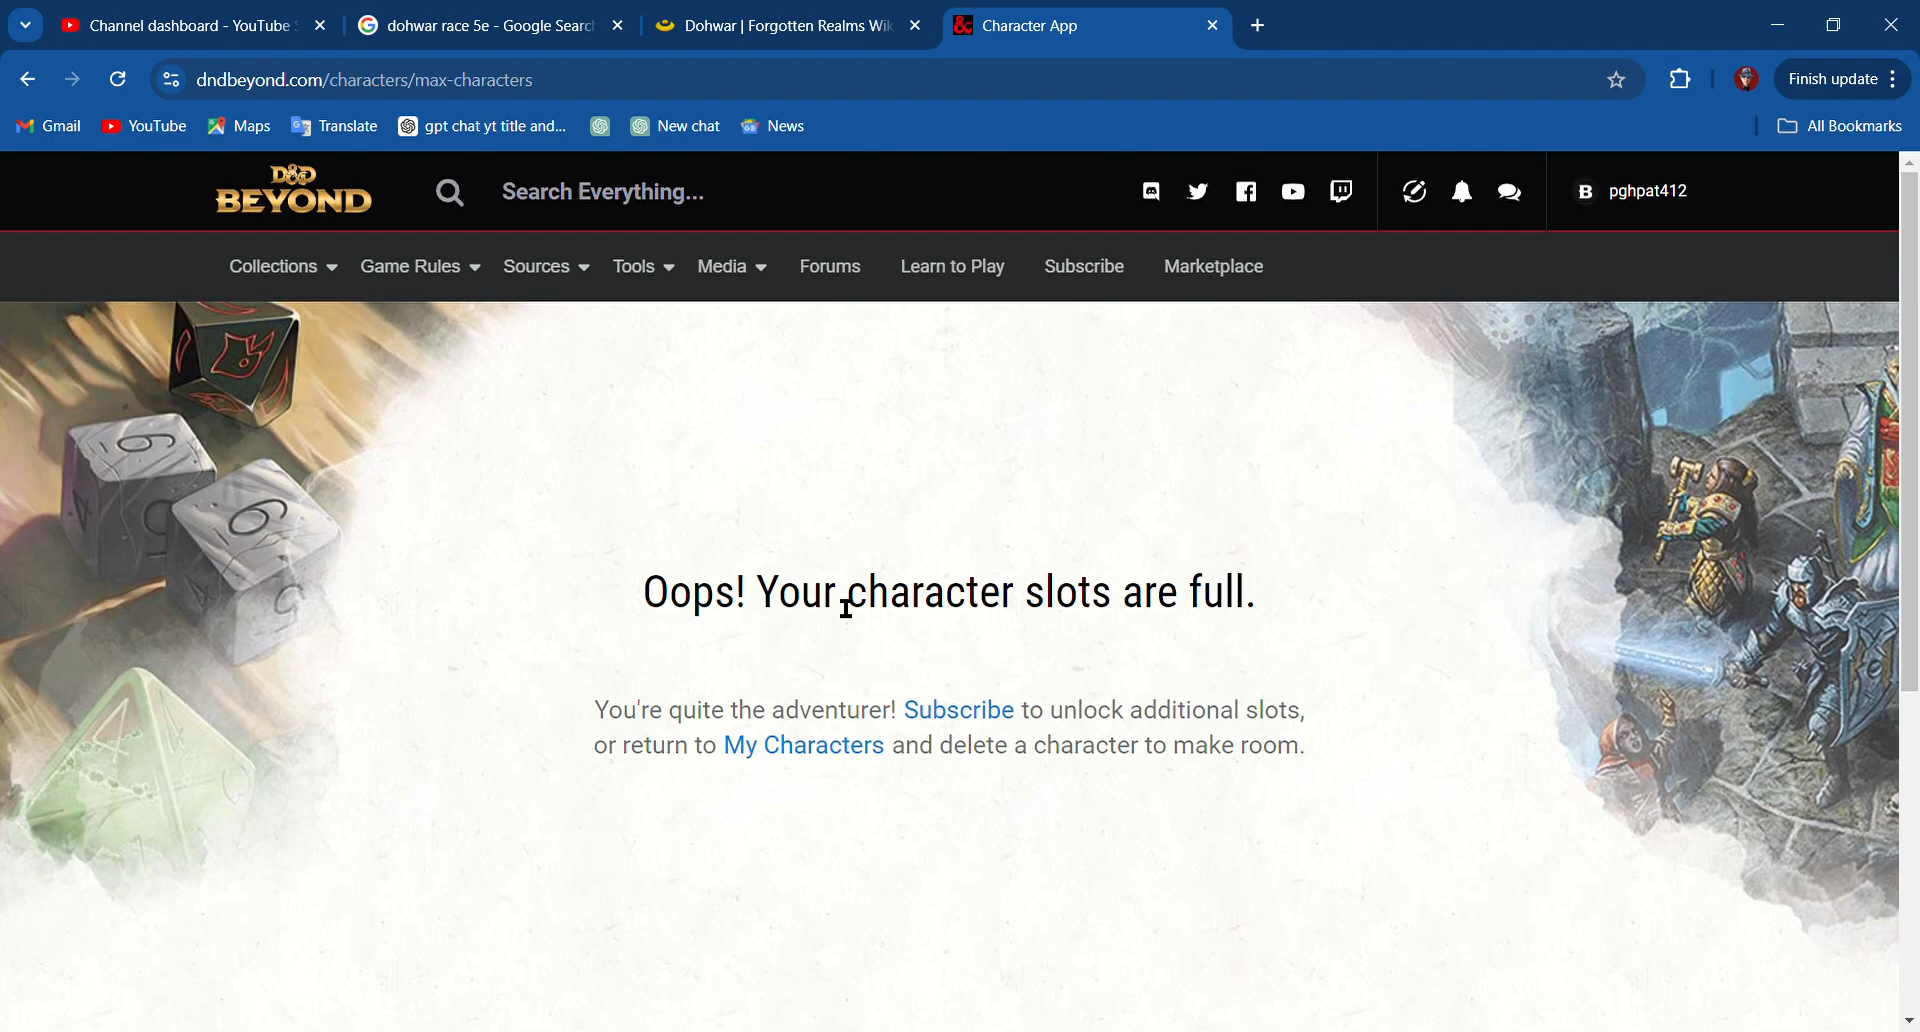 Channel dashboard - YouTube S
dohwar race 5e - Google Search
Dohwar | Forgotten Realms Wik
Character App
dndbeyond.com/characters/max-characters
Finish update
Gmail
YouTube
Maps
Translate
gpt chat yt title and...
New chat
News
All Bookmarks
D&D
BEYOND
Search Everything...
B pghpat412
Collections
Game Rules
Sources
Tools
Media
Forums
Learn to Play
Subscribe
Marketplace
Oops! Your character slots are full.
You're quite the adventurer! Subscribe to unlock additional slots,
or return to My Characters and delete a character to make room.